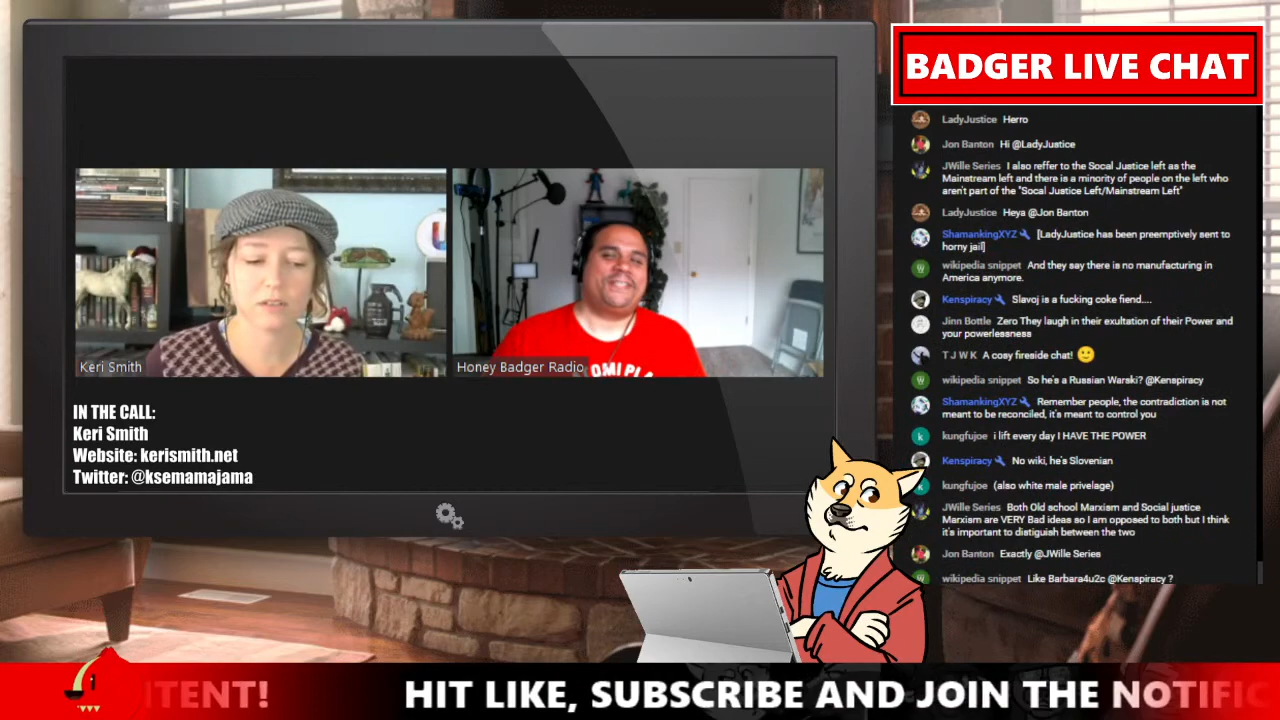 BADGER LIVE CHAT
LadyJustice Herro
Jon Banton Hi @LadyJustice
JWille Series I also reffer to the Socal Justice left as the
Mainstream left and there is a minority of people on the left who
aren't part of the "Socal Justice Left/Mainstream Left"
LadyJustice Heya @Jon Banton
ShamankingXYZ [LadyJustice has been preemptively sent to
horny jail]
wikipedia snippet And they say there is no manufacturing in
America anymore.
Kenspiracy Slavoj is a fucking coke fiend....
Jinn Bottle Zero They laugh in their exultation of their Power and
your powerlessness
T J W K A cosy fireside chat!
wikipedia snippet So he's a Russian Warski? @Kenspiracy
ShamankingXYZ Remember people, the contradiction is not
meant to be reconciled, it's meant to control you
kungfujoe i lift every day I HAVE THE POWER
Kenspiracy No wiki, he's Slovenian
kungfujoe (also white male privelage)
JWille Series Both Old school Marxism and Social justice
Marxism are VERY Bad ideas so I am opposed to both but I think
it's important to distiguish between the two
Jon Banton Exactly @JWille Series
wikipedia snippet Like Barbara4u2c @Kenspiracy ?
Keri Smith
Honey Badger Radio
IN THE CALL:
Keri Smith
Website: kerismith.net
Twitter: @ksemamajama
HIT LIKE, SUBSCRIBE AND JOIN THE NOTIFIC